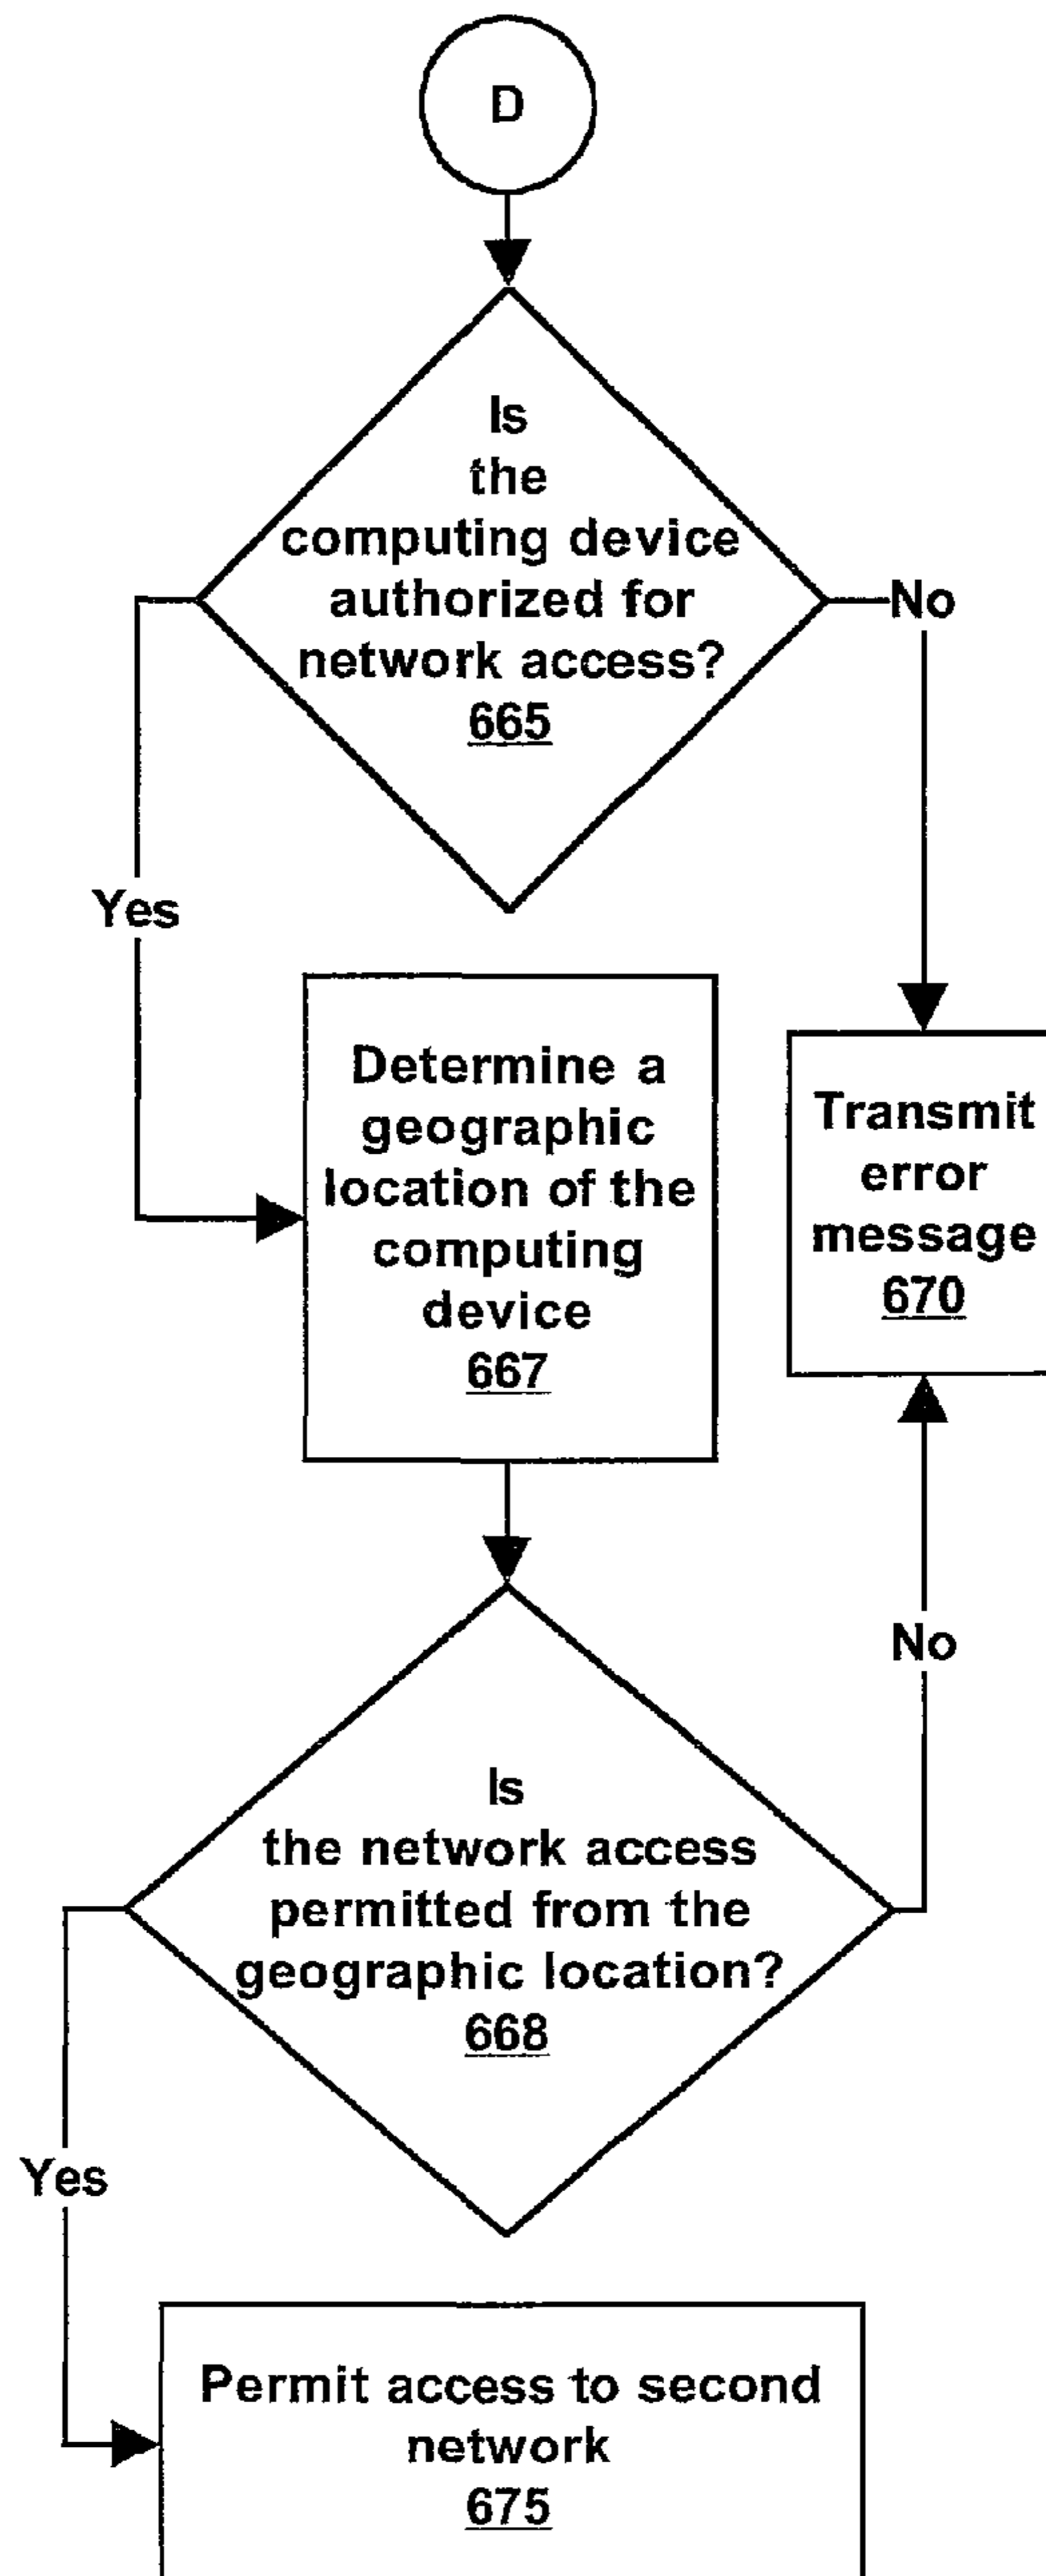 D
Is
the
computing device
authorized for
network access?
665
No
Yes
Determine a
geographic
location of the
computing
device
667
Transmit
error
message
670
No
Is
the network access
permitted from the
geographic location?
668
Yes
Permit access to second
network
675